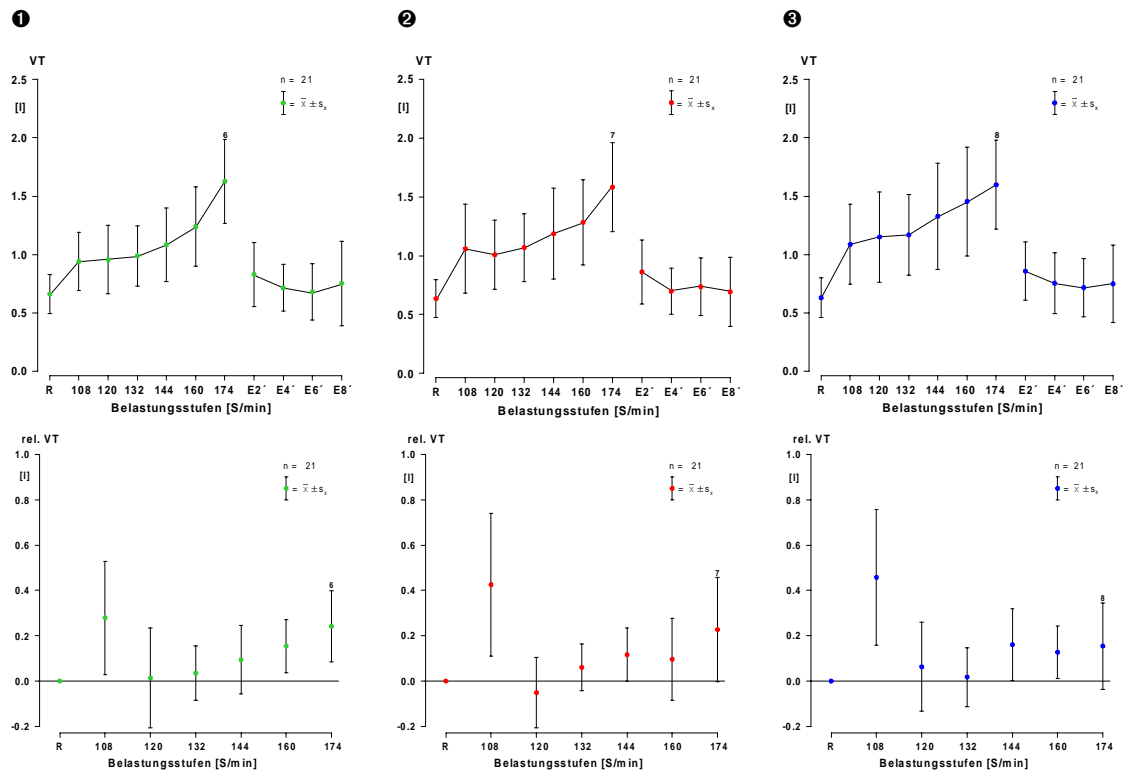 ❶
VT
2.5
[l]
2.0
1.5
1.0
0.5
0.0
n = 21
= x̅ ± sₓ
6
R 108 120 132 144 160 174 E2´ E4´ E6´ E8´
Belastungsstufen [S/min]
❷
VT
2.5
[l]
2.0
1.5
1.0
0.5
0.0
n = 21
= x̅ ± sₓ
7
R 108 120 132 144 160 174 E2´ E4´ E6´ E8´
Belastungsstufen [S/min]
❸
VT
2.5
[l]
2.0
1.5
1.0
0.5
0.0
n = 21
= x̅ ± sₓ
8
R 108 120 132 144 160 174 E2´ E4´ E6´ E8´
Belastungsstufen [S/min]
rel. VT
1.0
[l]
0.8
0.6
0.4
0.2
0.0
-0.2
n = 21
= x̅ ± sₓ
6
R 108 120 132 144 160 174
Belastungsstufen [S/min]
rel. VT
1.0
[l]
0.8
0.6
0.4
0.2
0.0
-0.2
n = 21
= x̅ ± sₓ
7
R 108 120 132 144 160 174
Belastungsstufen [S/min]
rel. VT
1.0
[l]
0.8
0.6
0.4
0.2
0.0
-0.2
n = 21
= x̅ ± sₓ
8
R 108 120 132 144 160 174
Belastungsstufen [S/min]